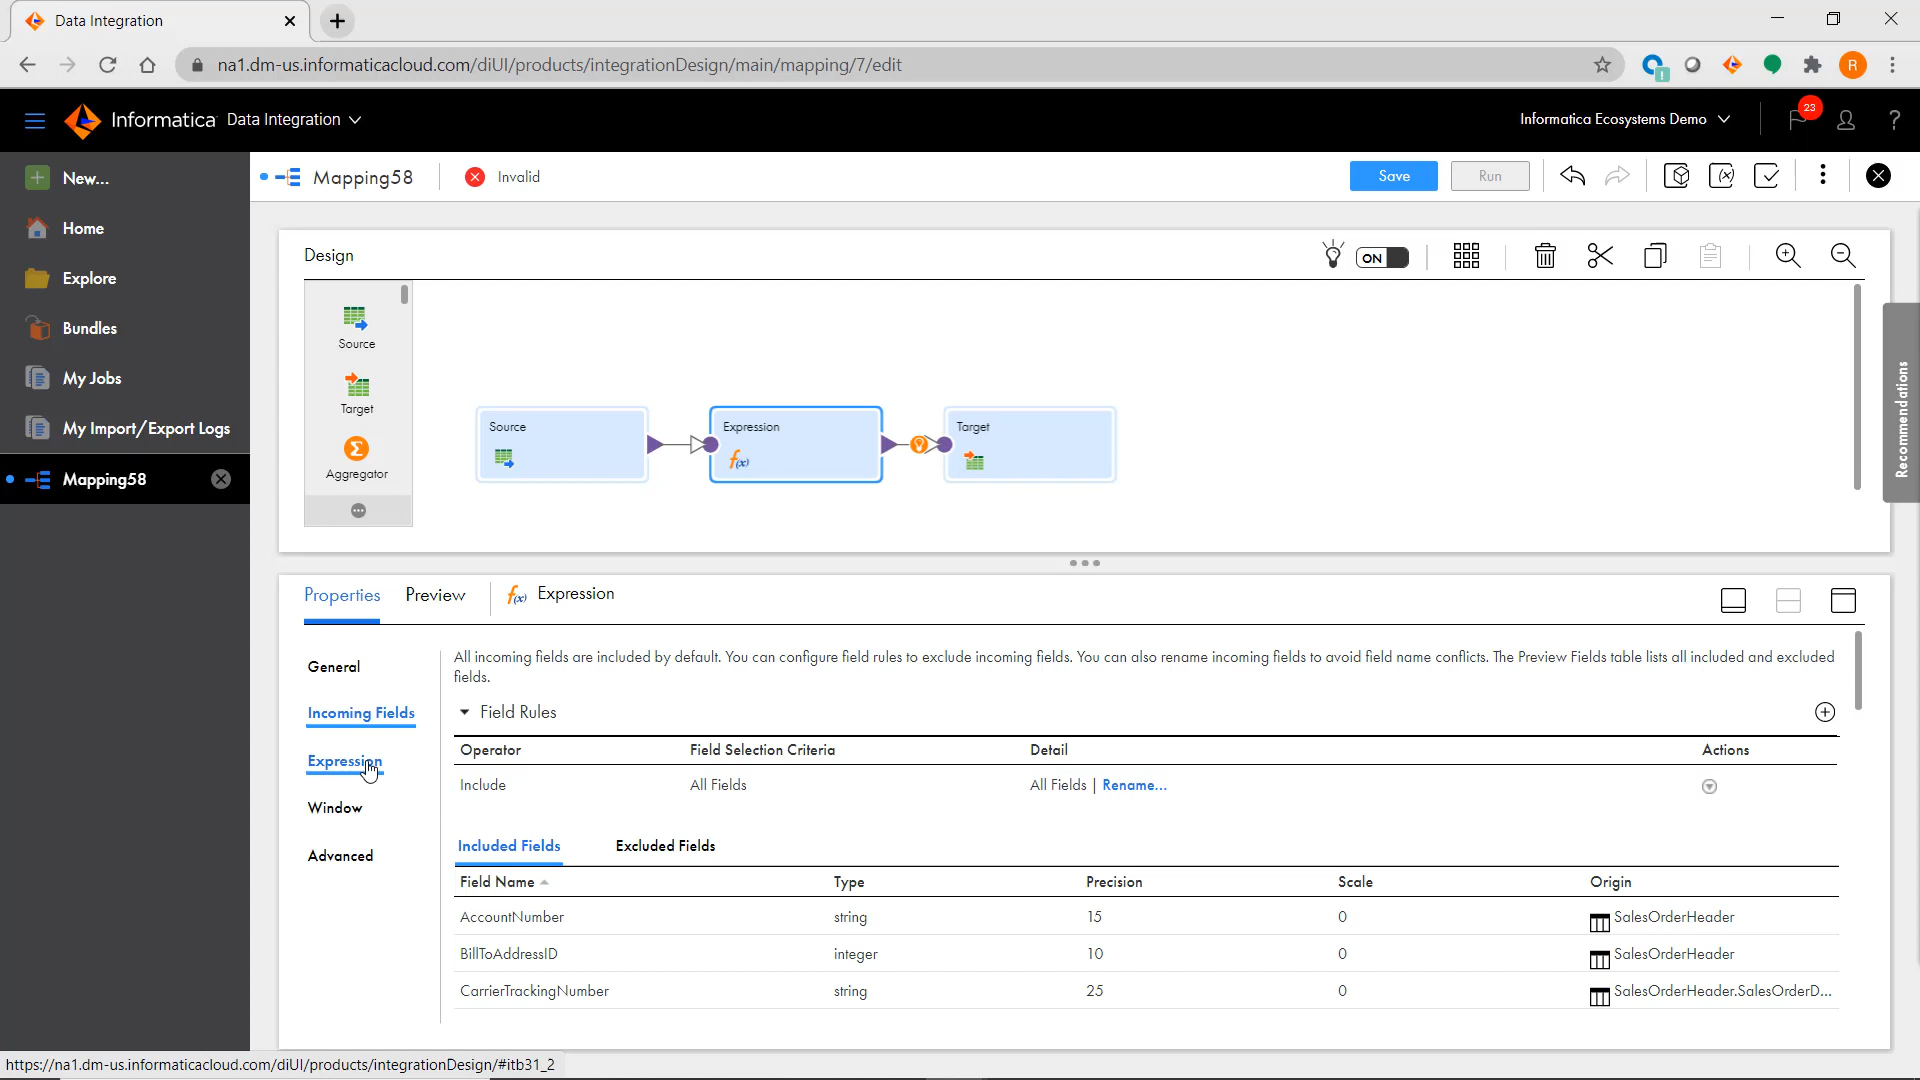 Data Integration
na1.dm-us.informaticacloud.com/diUI/products/integrationDesign/main/mapping/7/edit
R
Informatica Data Integration
Informatica Ecosystems Demo
23
?
New...
Home
Explore
Bundles
My Jobs
My Import/Export Logs
Mapping58
Mapping58
Invalid
Save
Run
Design
ON
Source
Target
Aggregator
Source
Expression
f(x)
Target
Recommendations
Properties
Preview
f(x) Expression
General
Incoming Fields
Expression
Window
Advanced
All incoming fields are included by default. You can configure field rules to exclude incoming fields. You can also rename incoming fields to avoid field name conflicts. The Preview Fields table lists all included and excluded
fields.
Field Rules
Operator Field Selection Criteria Detail Actions
Include All Fields All Fields | Rename...
Included Fields Excluded Fields
Field Name Type Precision Scale Origin
AccountNumber string 15 0 SalesOrderHeader
BillToAddressID integer 10 0 SalesOrderHeader
CarrierTrackingNumber string 25 0 SalesOrderHeader.SalesOrderD...
https://na1.dm-us.informaticacloud.com/diUI/products/integrationDesign/#itb31_2